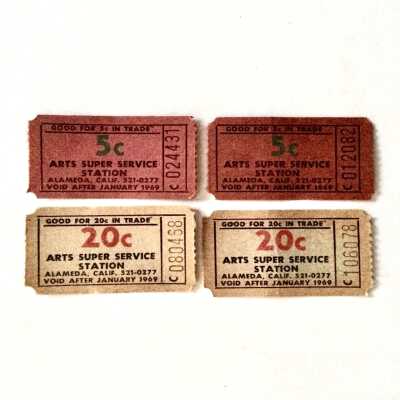 GOOD FOR 5c IN TRADE
5c
ARTS SUPER SERVICE
STATION
ALAMEDA, CALIF. 521-0277
VOID AFTER JANUARY 1969
C 024431
GOOD FOR 5c IN TRADE
5c
ARTS SUPER SERVICE
STATION
ALAMEDA, CALIF. 521-0277
VOID AFTER JANUARY 1969
C 012082
GOOD FOR 20c IN TRADE
20c
ARTS SUPER SERVICE
STATION
ALAMEDA, CALIF. 521-0277
VOID AFTER JANUARY 1969
C 080468
GOOD FOR 20c IN TRADE
20c
ARTS SUPER SERVICE
STATION
ALAMEDA, CALIF. 521-0277
VOID AFTER JANUARY 1969
C 106078